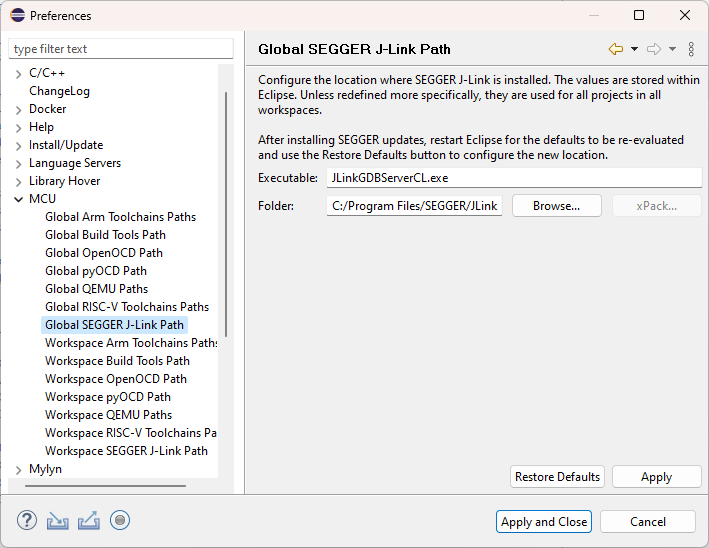 Preferences
type filter text
C/C++
ChangeLog
Docker
Help
Install/Update
Language Servers
Library Hover
MCU
Global Arm Toolchains Paths
Global Build Tools Path
Global OpenOCD Path
Global pyOCD Path
Global QEMU Paths
Global RISC-V Toolchains Paths
Global SEGGER J-Link Path
Workspace Arm Toolchains Paths
Workspace Build Tools Path
Workspace OpenOCD Path
Workspace pyOCD Path
Workspace QEMU Paths
Workspace RISC-V Toolchains Pa
Workspace SEGGER J-Link Path
Mylyn
Global SEGGER J-Link Path
Configure the location where SEGGER J-Link is installed. The values are stored within
Eclipse. Unless redefined more specifically, they are used for all projects in all
workspaces.
After installing SEGGER updates, restart Eclipse for the defaults to be re-evaluated
and use the Restore Defaults button to configure the new location.
Executable: JLinkGDBServerCL.exe
Folder: C:/Program Files/SEGGER/JLink Browse... xPack...
Restore Defaults Apply
Apply and Close Cancel